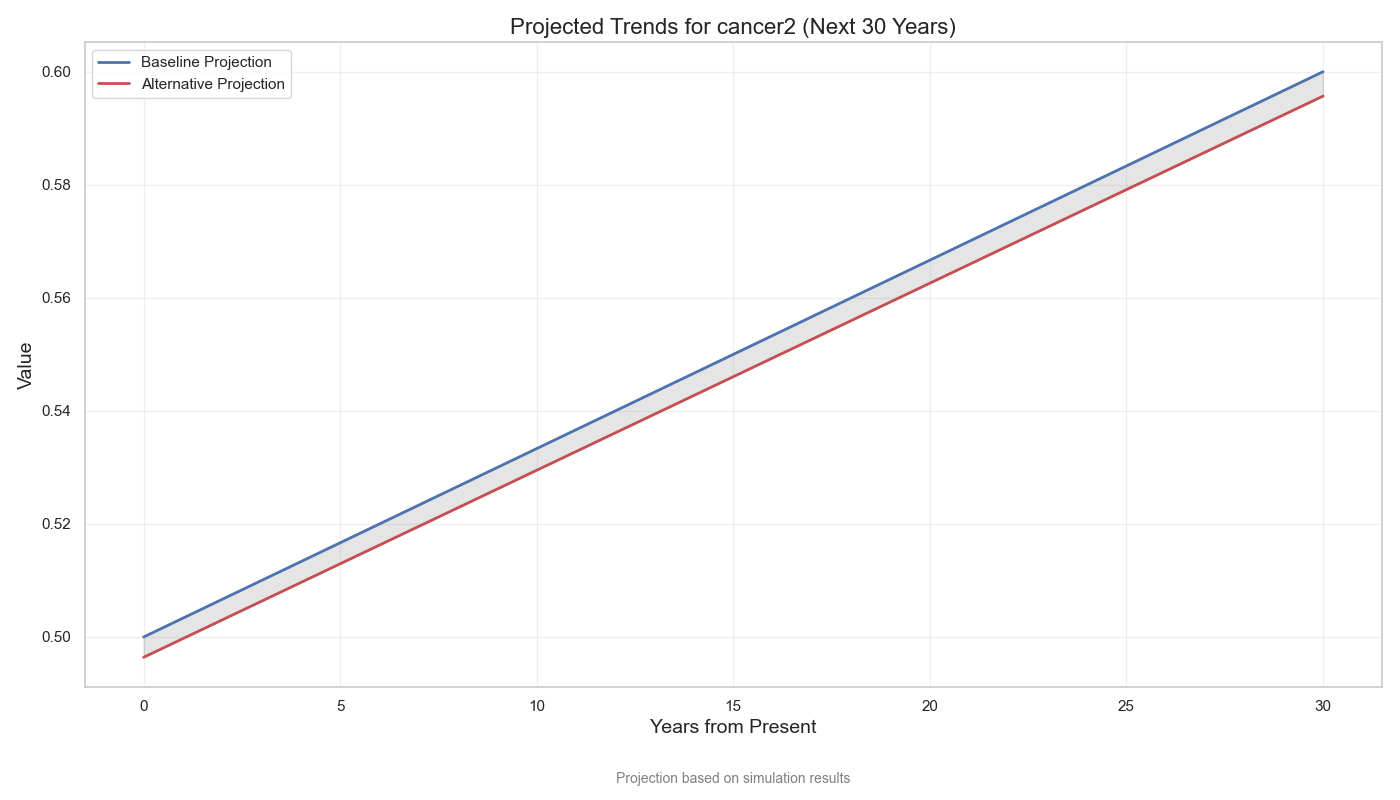 Projected Trends for cancer2 (Next 30 Years)
Baseline Projection
Alternative Projection
Value
0.60
0.58
0.56
0.54
0.52
0.50
0 5 10 15 20 25 30
Years from Present
Projection based on simulation results